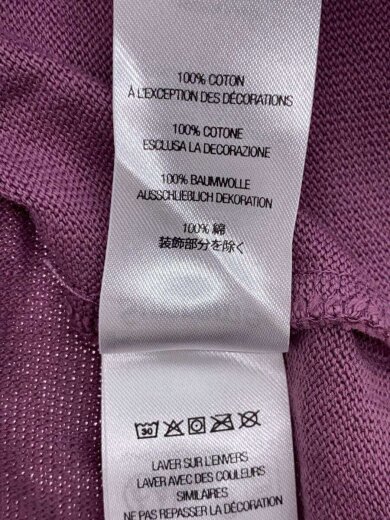 100% COTON
À L'EXCEPTION DES DÉCORATIONS
100% COTONE
ESCLUSA LA DECORAZIONE
100% BAUMWOLLE
AUSSCHLIEBLICH DEKORATION
100% 綿
装飾部分を除く
30
LAVER SUR L'ENVERS
LAVER AVEC DES COULEURS
SIMILAIRES
NE PAS REPASSER LA DÉCORATION